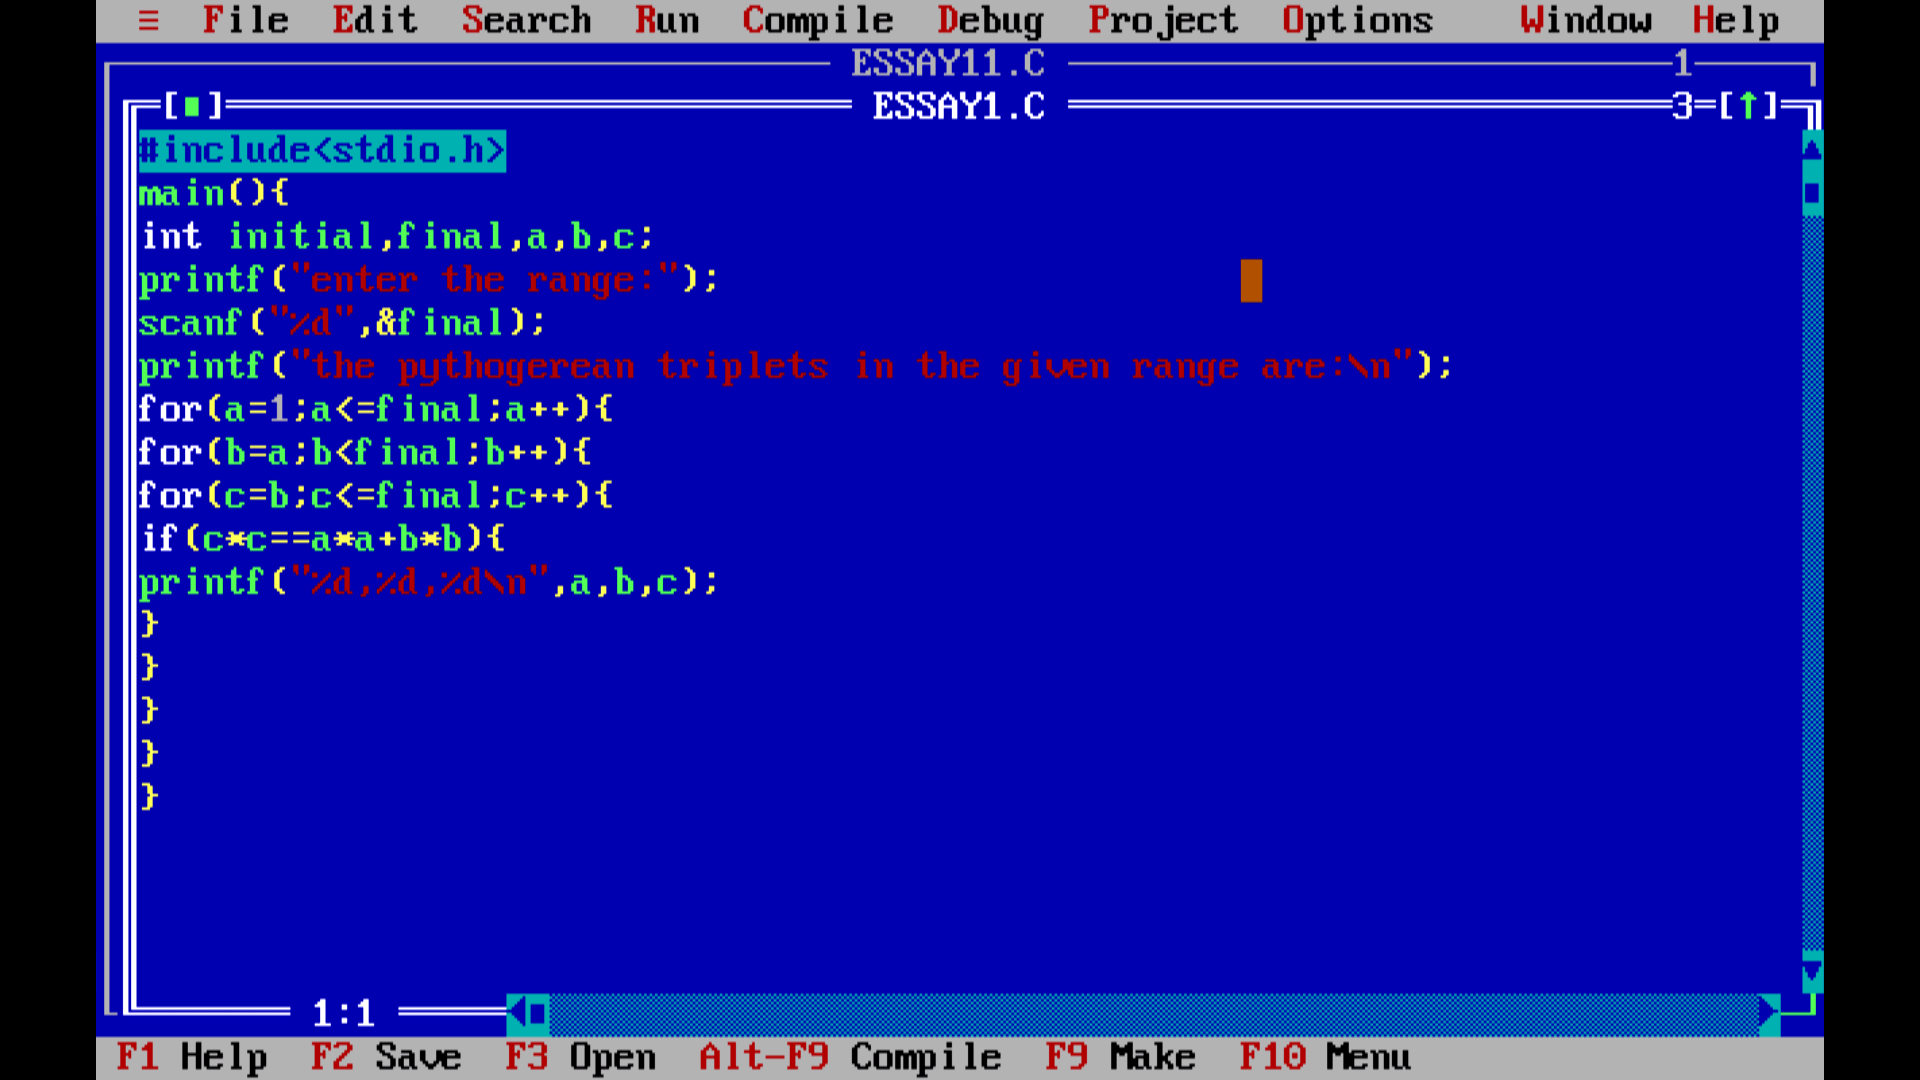 ≡ File Edit Search Run Compile Debug Project Options Window Help
ESSAY11.C 1
[■] ESSAY1.C 3=[↑]
#include<stdio.h>
main(){
int initial,final,a,b,c;
printf("enter the range:");
scanf("%d",&final);
printf("the pythogerean triplets in the given range are:\n");
for(a=1;a<=final;a++){
for(b=a;b<final;b++){
for(c=b;c<=final;c++){
if(c*c==a*a+b*b){
printf("%d,%d,%d\n",a,b,c);
}
}
}
}
}
1:1
F1 Help F2 Save F3 Open Alt-F9 Compile F9 Make F10 Menu